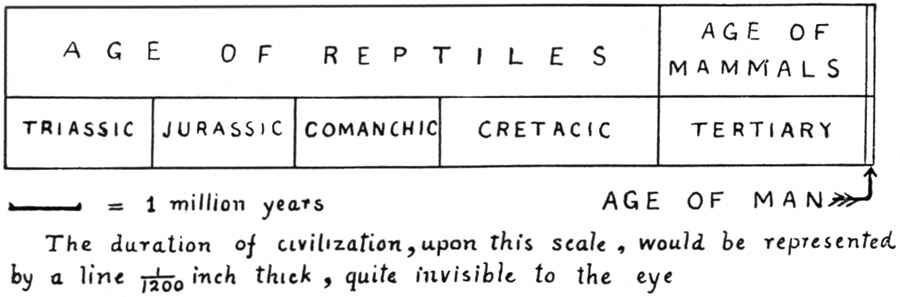 AGE OF REPTILES
AGE OF
MAMMALS
TRIASSIC
JURASSIC
COMANCHIC
CRETACIC
TERTIARY
= 1 million years
AGE OF MAN
The duration of civilization, upon this scale, would be represented
by a line 1/1200 inch thick, quite invisible to the eye